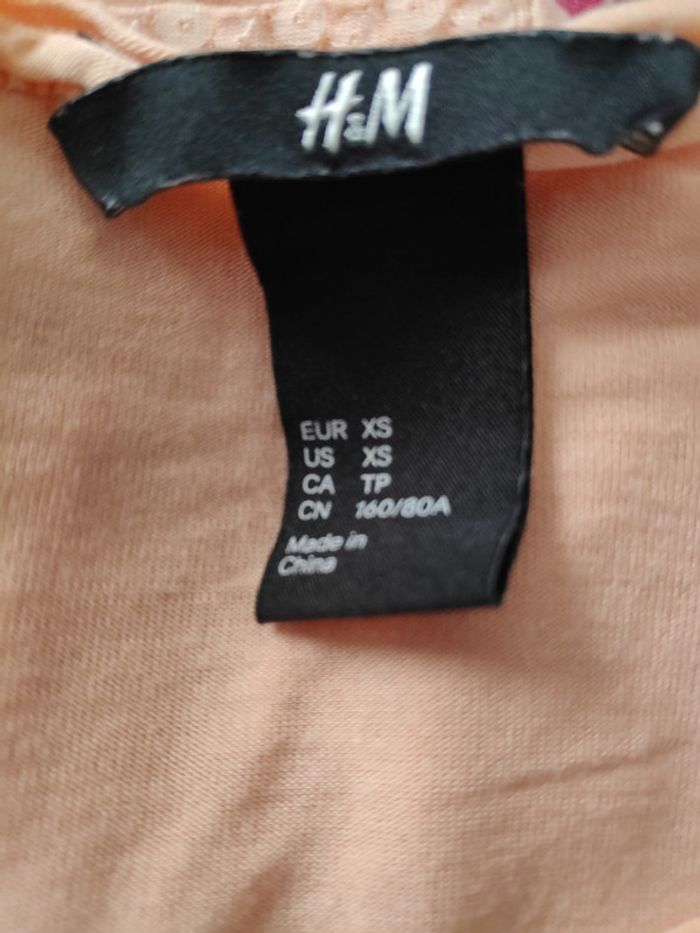 H&M
EUR XS
US XS
CA TP
CN 160/80A
Made in
China